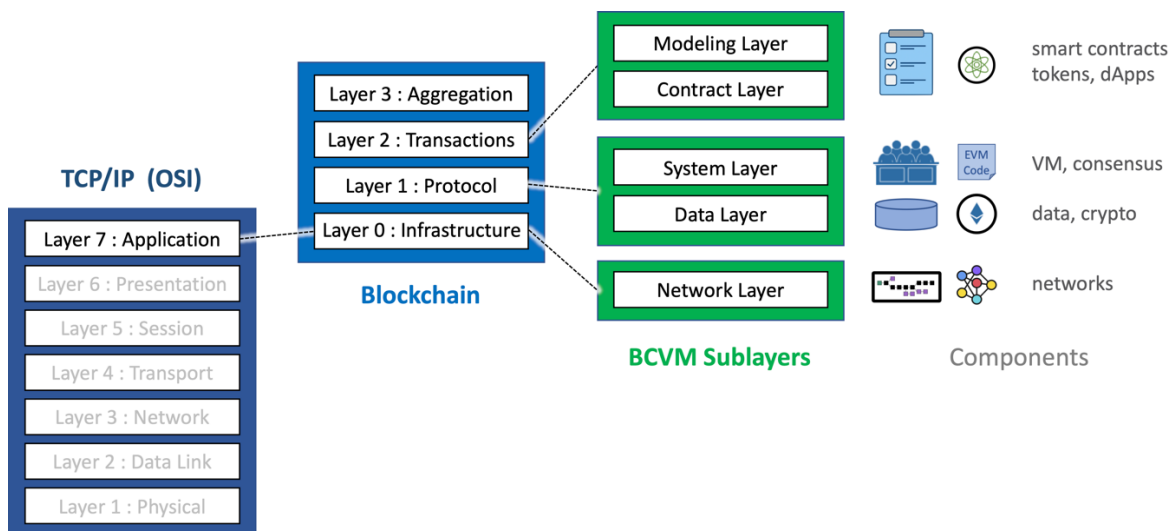 TCP/IP (OSI)
Layer 7 : Application
Layer 6 : Presentation
Layer 5 : Session
Layer 4 : Transport
Layer 3 : Network
Layer 2 : Data Link
Layer 1 : Physical
Layer 3 : Aggregation
Layer 2 : Transactions
Layer 1 : Protocol
Layer 0 : Infrastructure
Blockchain
Modeling Layer
Contract Layer
System Layer
Data Layer
Network Layer
BCVM Sublayers
smart contracts
tokens, dApps
EVM
Code
VM, consensus
data, crypto
networks
Components